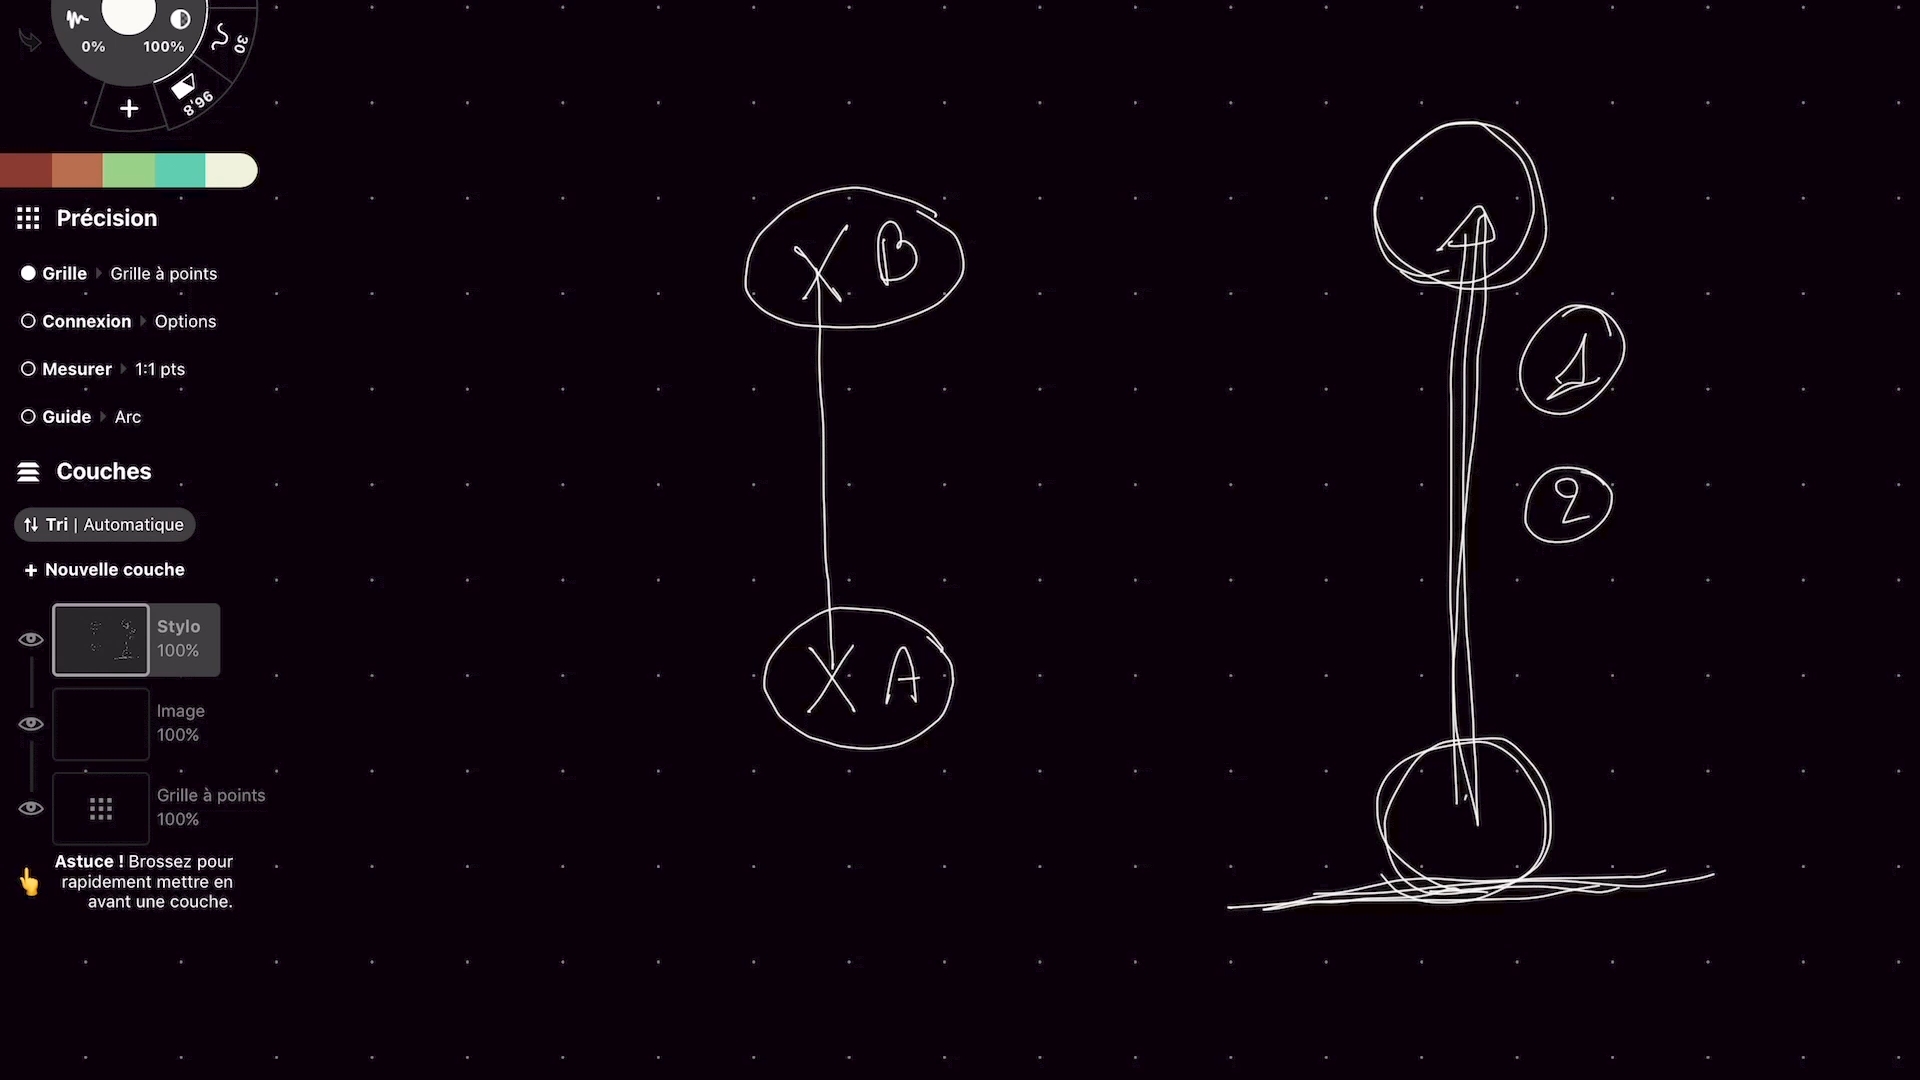 0%
100%
30
8,96
Précision
Grille Grille à points
Connexion Options
Mesurer 1:1 pts
Guide Arc
Couches
Tri | Automatique
+ Nouvelle couche
Stylo
100%
Image
100%
Grille à points
100%
Astuce ! Brossez pour
rapidement mettre en
avant une couche.
X B
X A
1
2